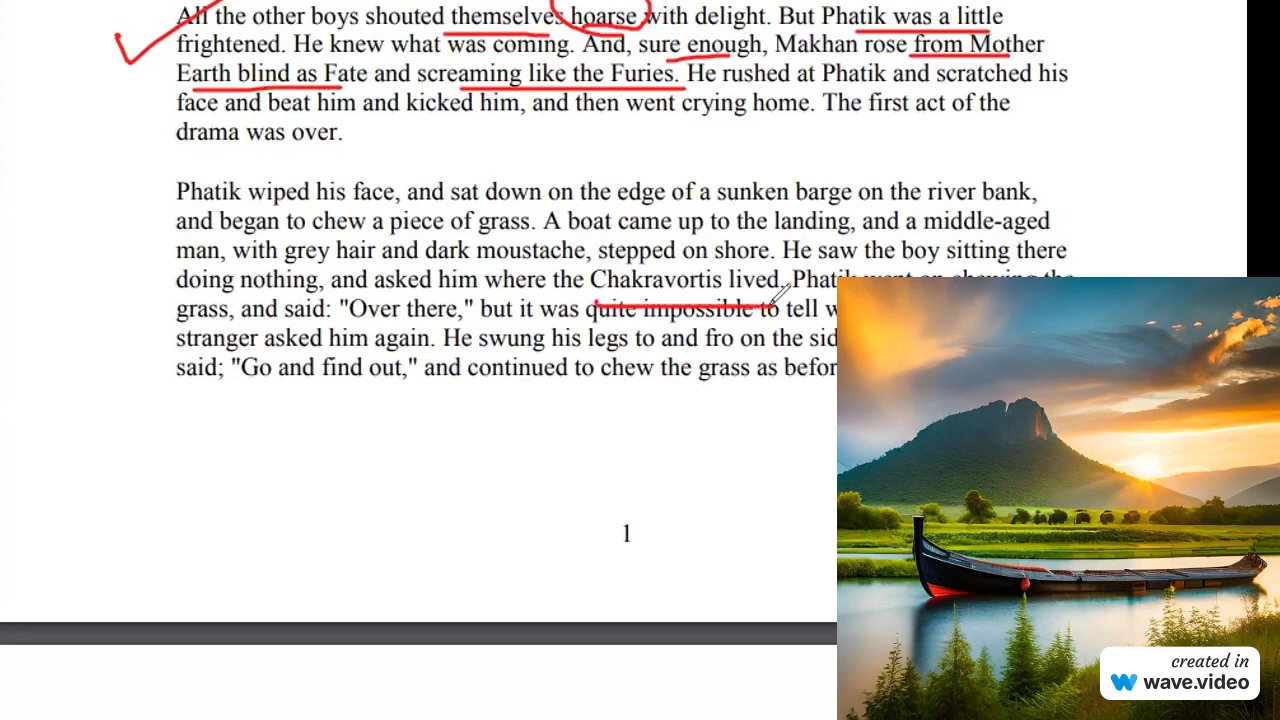 All the other boys shouted themselves hoarse with delight. But Phatik was a little
frightened. He knew what was coming. And, sure enough, Makhan rose from Mother
Earth blind as Fate and screaming like the Furies. He rushed at Phatik and scratched his
face and beat him and kicked him, and then went crying home. The first act of the
drama was over.
Phatik wiped his face, and sat down on the edge of a sunken barge on the river bank,
and began to chew a piece of grass. A boat came up to the landing, and a middle-aged
man, with grey hair and dark moustache, stepped on shore. He saw the boy sitting there
doing nothing, and asked him where the Chakravortis lived. Phatik went on chewing the
grass, and said: "Over there," but it was quite impossible to tell
stranger asked him again. He swung his legs to and fro on the
said; "Go and find out," and continued to chew the grass as
1
created in
wave.video